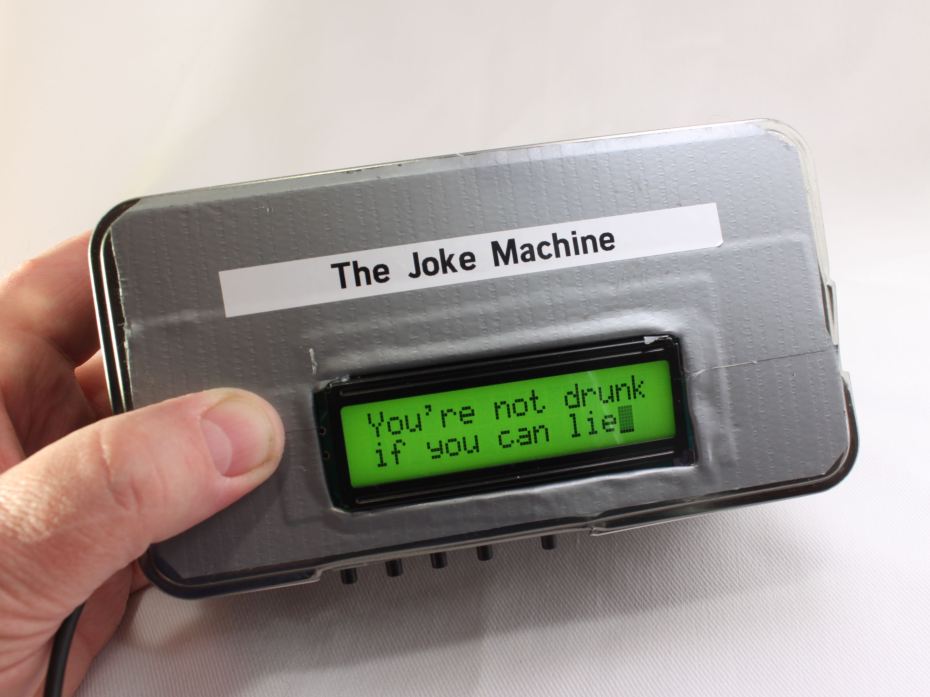 The Joke Machine
You're not drunk
if you can lie